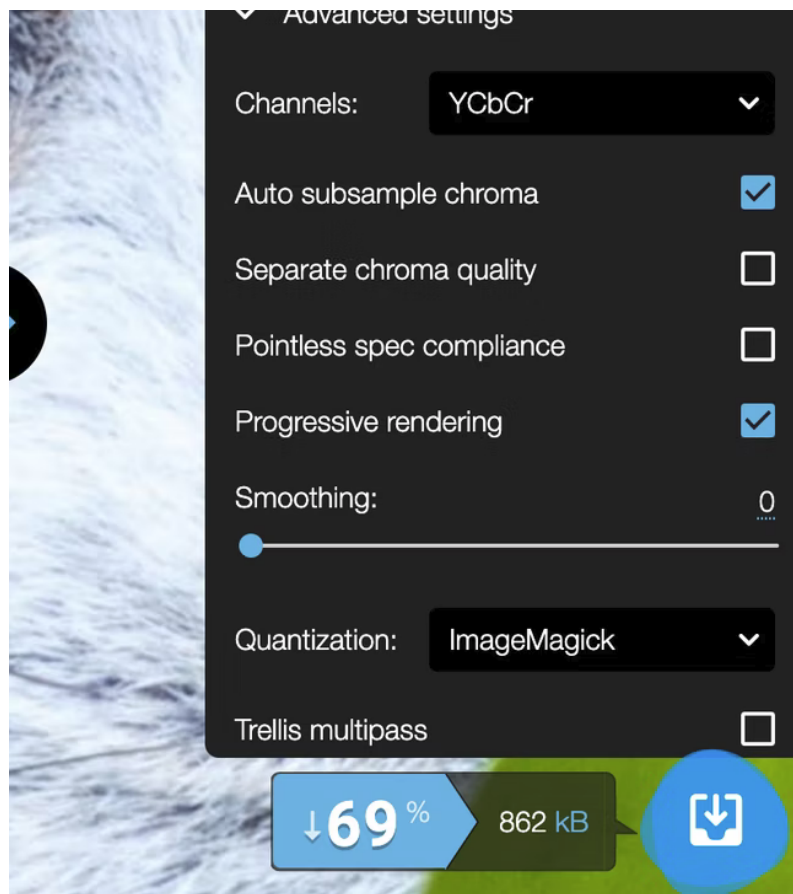 Advanced settings
Channels: YCbCr
Auto subsample chroma
Separate chroma quality
Pointless spec compliance
Progressive rendering
Smoothing: 0
Quantization: ImageMagick
Trellis multipass
↓69% 862 kB